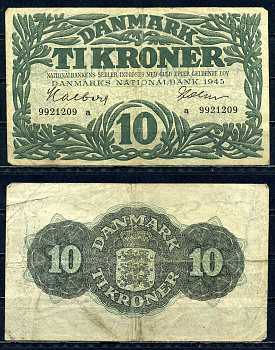 DANMARK
TI KRONER
NATIONALBANKENS SEDLER INDLØSES MED GULD EFTER GÆLDENDE LOV
DANMARKS NATIONALBANK 1945
9921209 a
a 9921209
10
DANMARK
10
10
TI KRONER